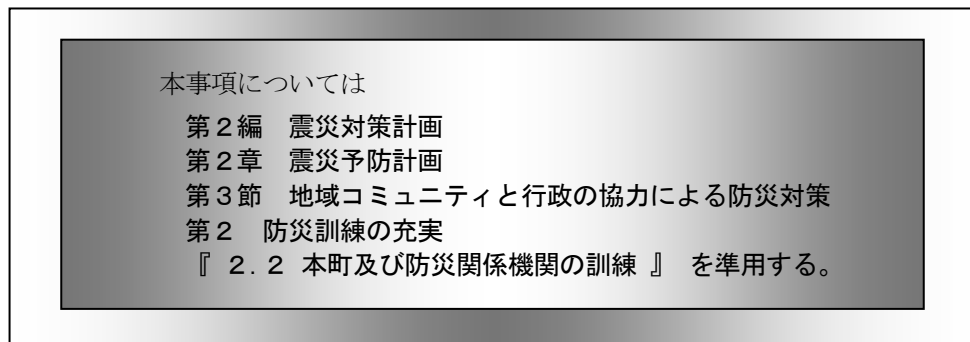 本事項については
第２編　震災対策計画
第２章　震災予防計画
第３節　地域コミュニティと行政の協力による防災対策
第２　防災訓練の充実
『 ２.２ 本町及び防災関係機関の訓練 』　を準用する。